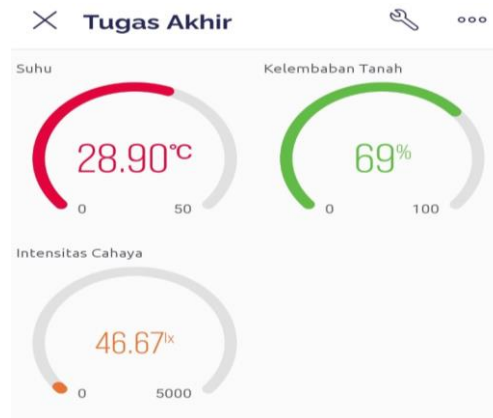 Tugas Akhir
Suhu
28.90°C
0 50
Kelembaban Tanah
69%
0 100
Intensitas Cahaya
46.67lx
0 5000